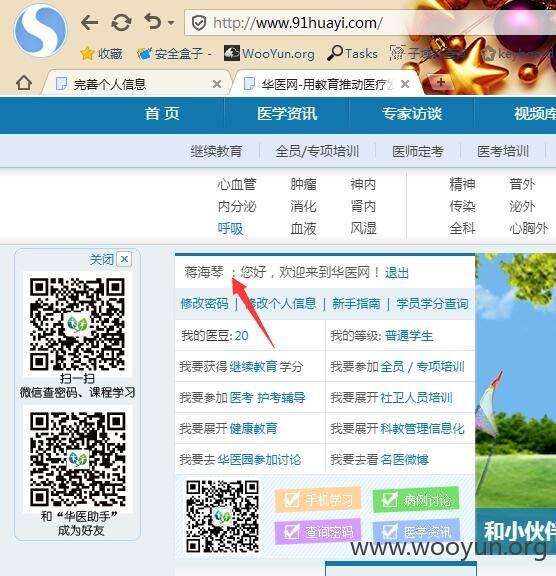 http://www.91huayi.com/
收藏 安全盒子 - WooYun.org Tasks
完善个人信息 华医网-用教育推动医疗
首 页 医学资讯 专家访谈 视频库
继续教育 全员/专项培训 医师定考 医考培训
心血管 肿瘤 神内 精神 普外
内分泌 消化 肾内 传染 泌外
呼吸 血液 风湿 全科 心胸外
关闭 ×
扫一扫
微信查密码、课程学习
和“华医助手”
成为好友
蒋海琴 :您好，欢迎来到华医网！ 退出
修改密码 | 修改个人信息 | 新手指南 | 学员学分查询
我的医豆: 20 我的等级: 普通学生
我要获得 继续教育 学分 我要参加 全员 / 专项培训
我要参加 医考 护考辅导 我要展开 社卫人员培训
我要展开 健康教育 我要展开 科教管理信息化
我要去 华医园参加讨论 我要去看 名医微博
手机学习 病例讨论
查询密码 医学资讯
和小伙伴
www.wooyun.org